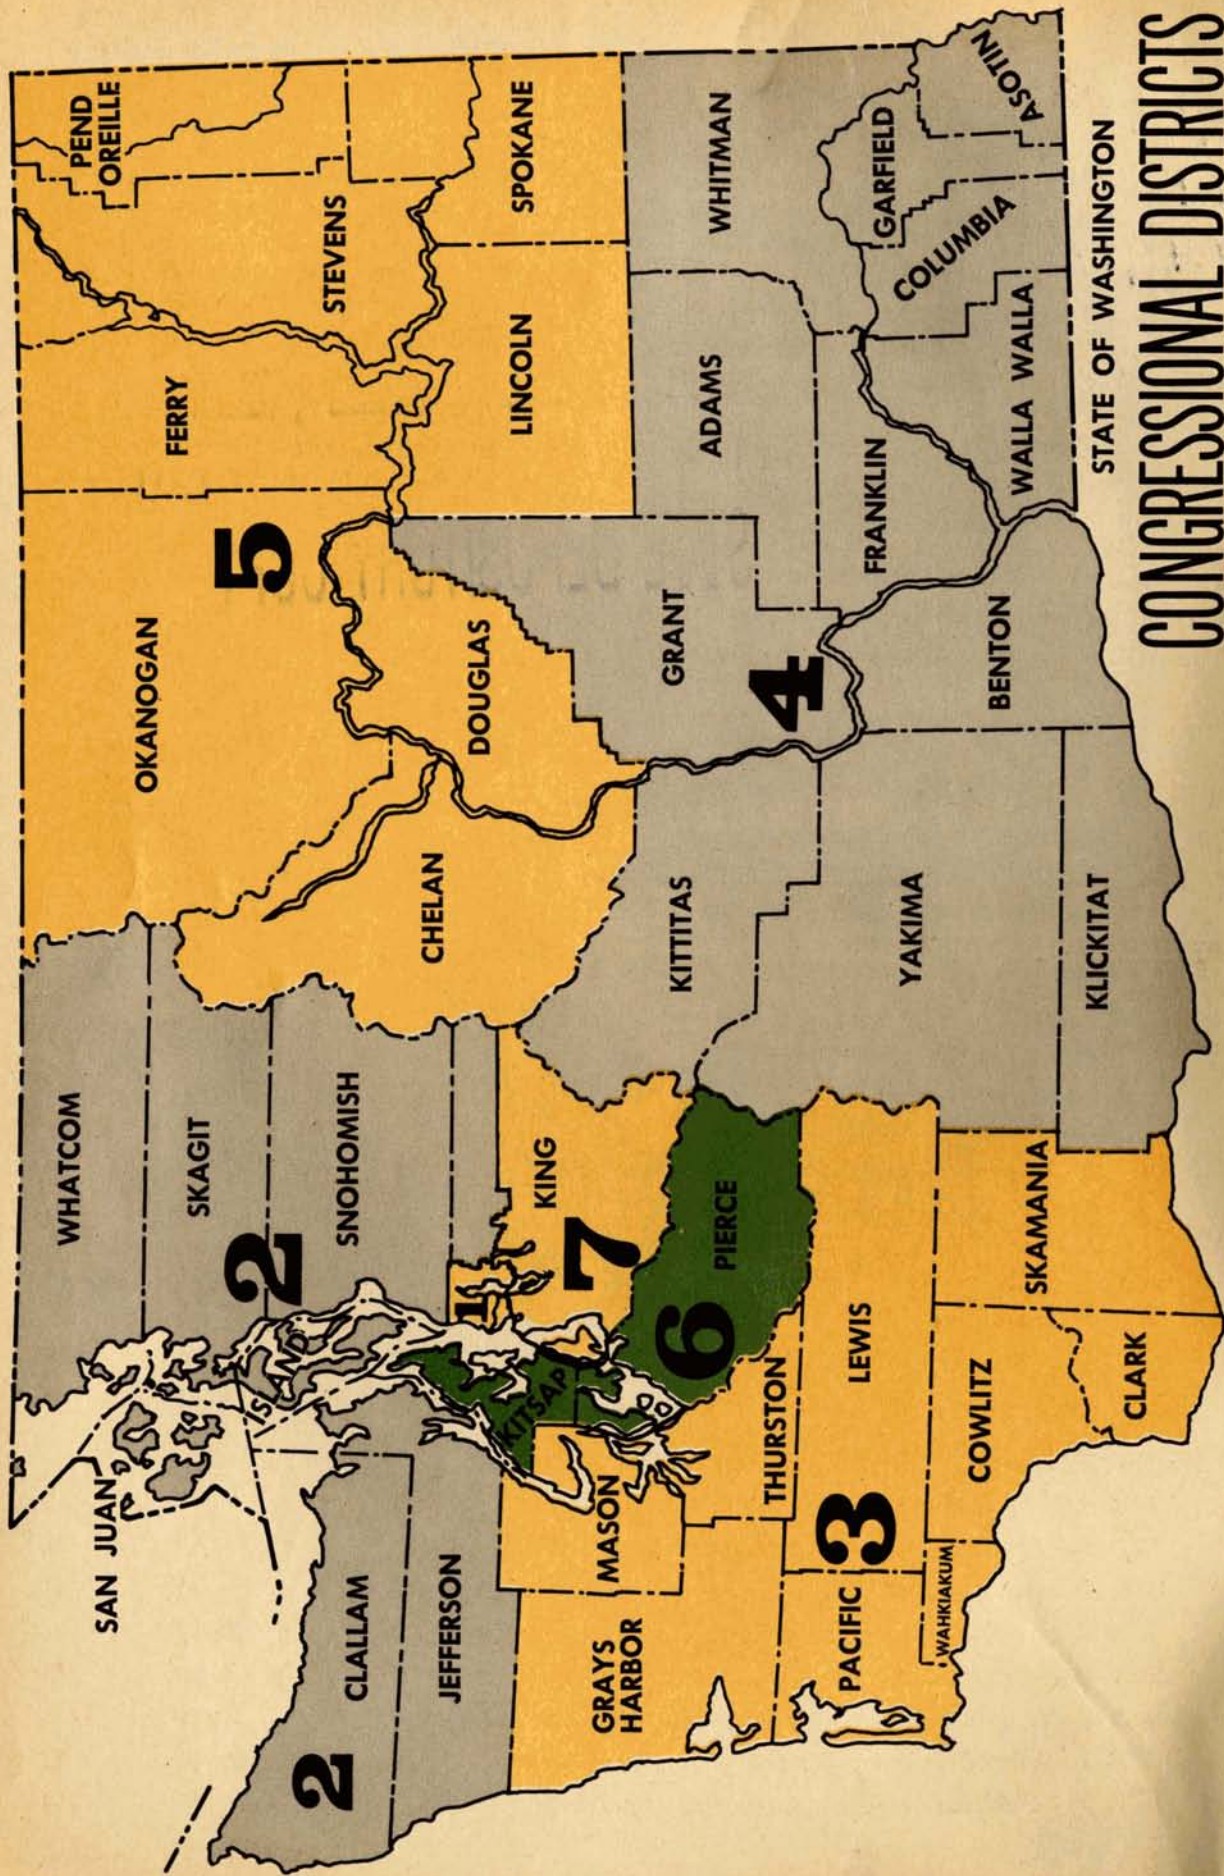 SAN JUAN
WHATCOM
OKANOGAN
FERRY
PEND
OREILLE
SKAGIT
2
5
ISLAND
2
CLALLAM
SNOHOMISH
STEVENS
JEFFERSON
CHELAN
DOUGLAS
LINCOLN
SPOKANE
1
KITSAP
KING
7
GRAYS
HARBOR
MASON
KITTITAS
GRANT
ADAMS
WHITMAN
6
PIERCE
THURSTON
4
PACIFIC
3
LEWIS
YAKIMA
FRANKLIN
GARFIELD
COLUMBIA
ASOTIN
WAHKIAKUM
COWLITZ
SKAMANIA
BENTON
WALLA WALLA
CLARK
KLICKITAT
STATE OF WASHINGTON
CONGRESSIONAL DISTRICTS